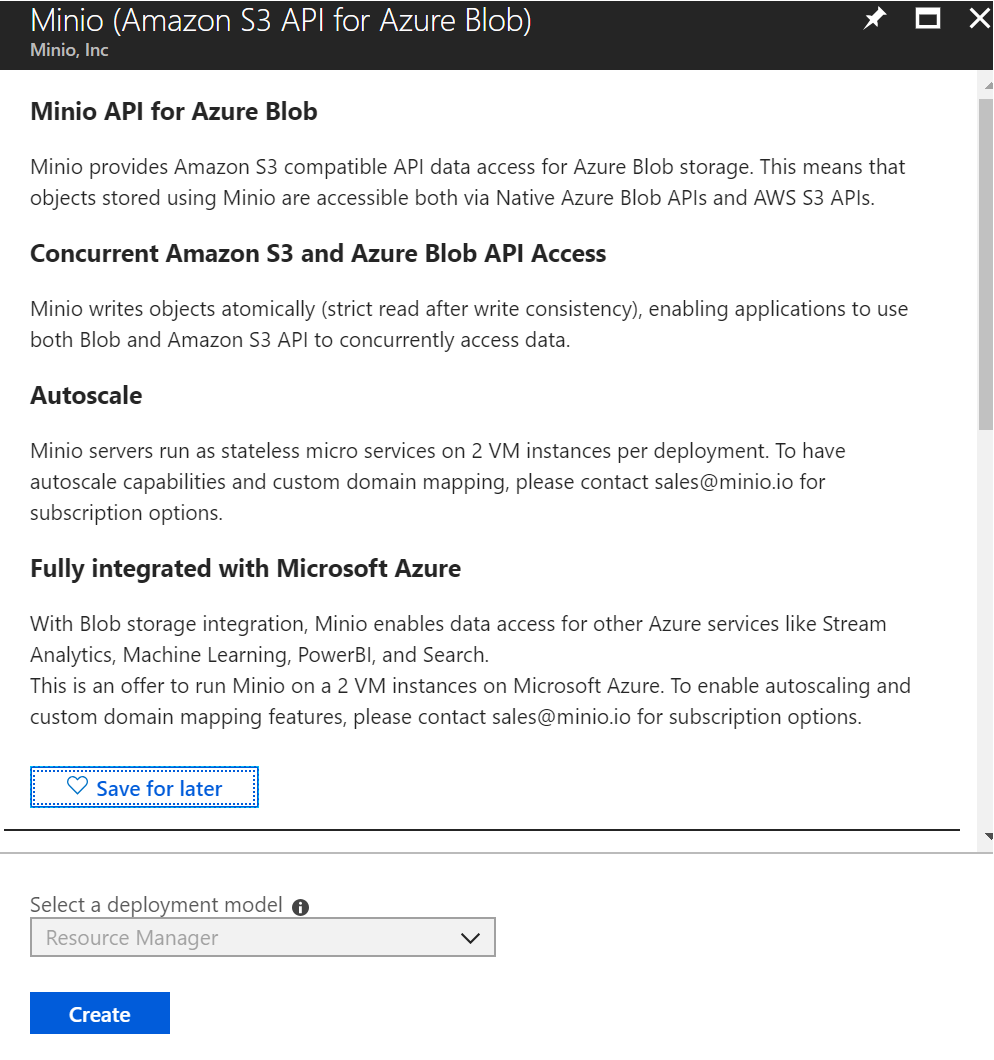 Minio (Amazon S3 API for Azure Blob)
Minio, Inc
Minio API for Azure Blob
Minio provides Amazon S3 compatible API data access for Azure Blob storage. This means that
objects stored using Minio are accessible both via Native Azure Blob APIs and AWS S3 APIs.
Concurrent Amazon S3 and Azure Blob API Access
Minio writes objects atomically (strict read after write consistency), enabling applications to use
both Blob and Amazon S3 API to concurrently access data.
Autoscale
Minio servers run as stateless micro services on 2 VM instances per deployment. To have
autoscale capabilities and custom domain mapping, please contact sales@minio.io for
subscription options.
Fully integrated with Microsoft Azure
With Blob storage integration, Minio enables data access for other Azure services like Stream
Analytics, Machine Learning, PowerBI, and Search.
This is an offer to run Minio on a 2 VM instances on Microsoft Azure. To enable autoscaling and
custom domain mapping features, please contact sales@minio.io for subscription options.
Save for later
Select a deployment model
Resource Manager
Create